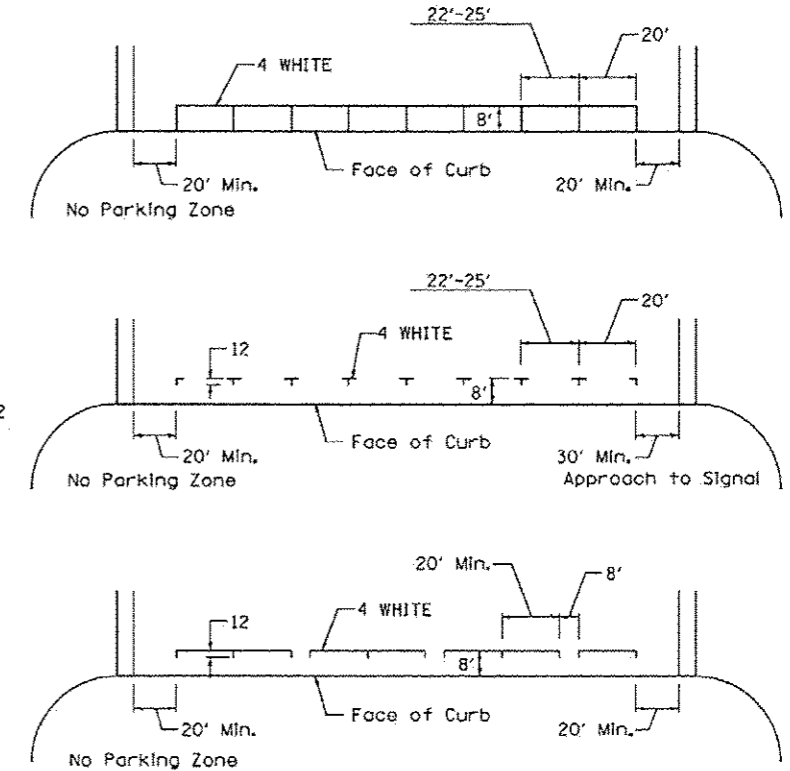 22'-25'
20'
4 WHITE
8'
Face of Curb
20' Min.
20' Min.
No Parking Zone
22'-25'
20'
4 WHITE
12
8'
2
Face of Curb
20' Min.
30' Min.
No Parking Zone
Approach to Signal
20' Min.
8'
4 WHITE
12
8'
Face of Curb
20' Min.
20' Min.
No Parking Zone